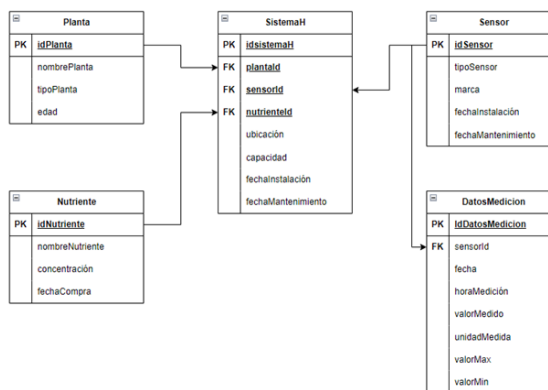 Planta
PK idPlanta
nombrePlanta
tipoPlanta
edad
SistemaH
PK idsistemaH
FK plantaId
FK sensorId
FK nutrienteId
ubicación
capacidad
fechaInstalación
fechaMantenimiento
Sensor
PK idSensor
tipoSensor
marca
fechaInstalación
fechaMantenimiento
Nutriente
PK idNutriente
nombreNutriente
concentración
fechaCompra
DatosMedicion
PK IdDatosMedicion
FK sensorId
fecha
horaMedición
valorMedido
unidadMedida
valorMax
valorMin